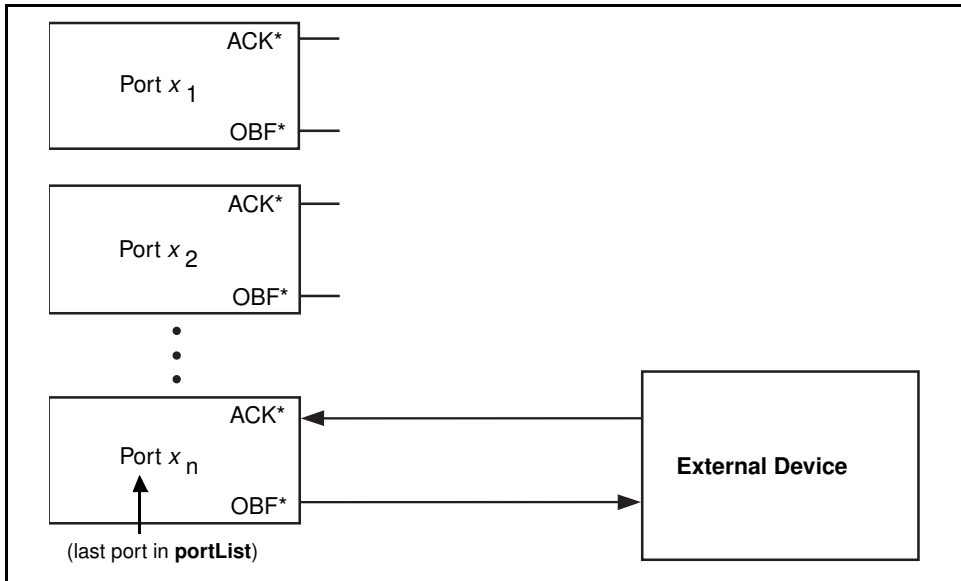 ACK*
Port x 1
OBF*
ACK*
Port x 2
OBF*
ACK*
Port x n
OBF*
External Device
(last port in portList)